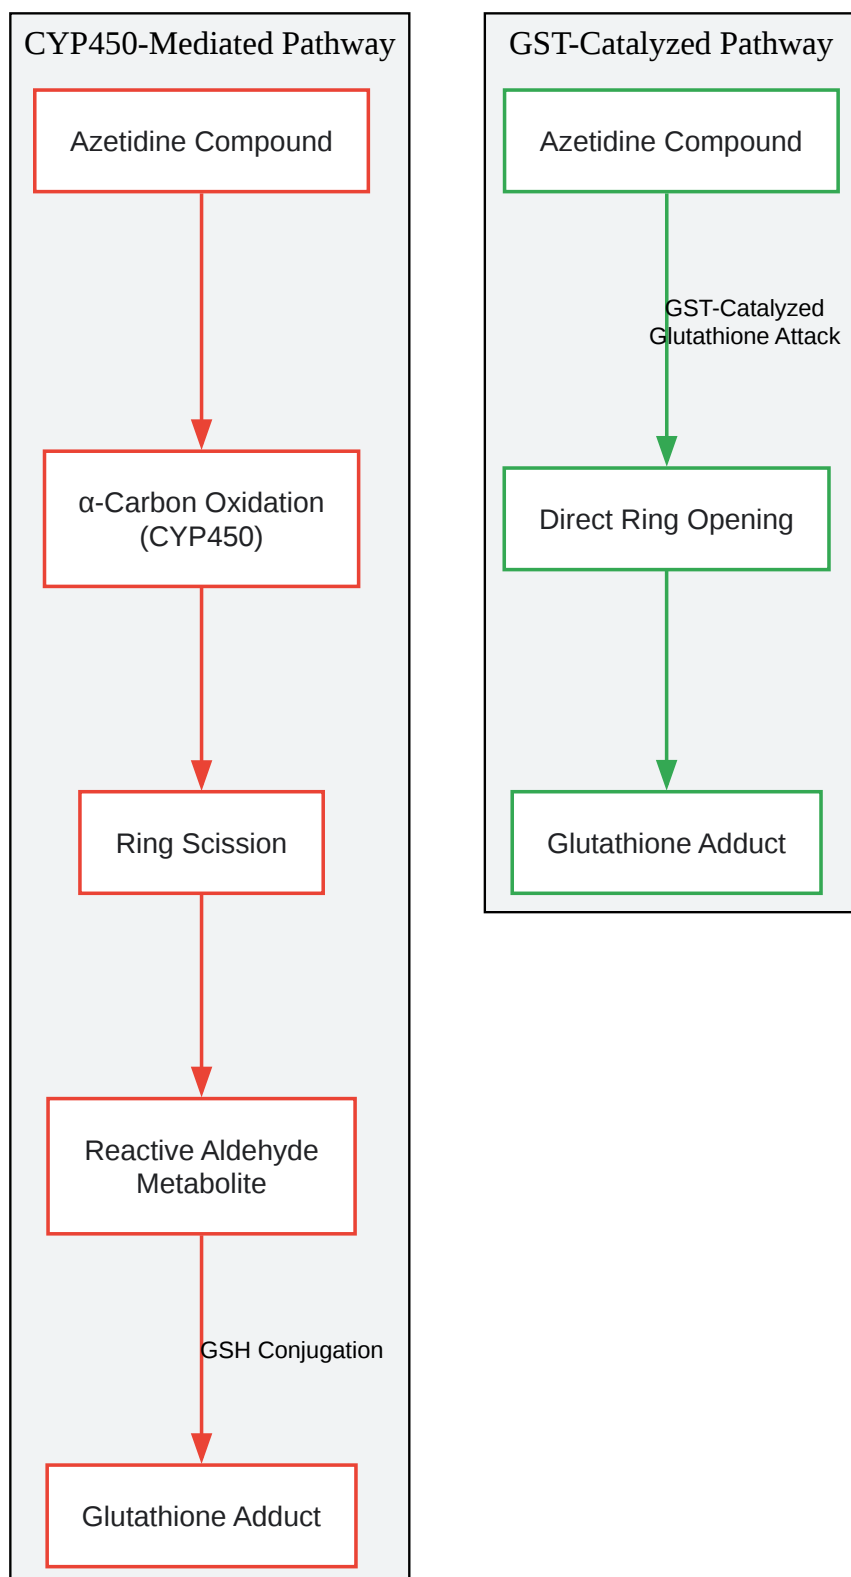 CYP450-Mediated Pathway
Azetidine Compound
α-Carbon Oxidation
(CYP450)
Ring Scission
Reactive Aldehyde
Metabolite
GSH Conjugation
Glutathione Adduct
GST-Catalyzed Pathway
Azetidine Compound
GST-Catalyzed
Glutathione Attack
Direct Ring Opening
Glutathione Adduct